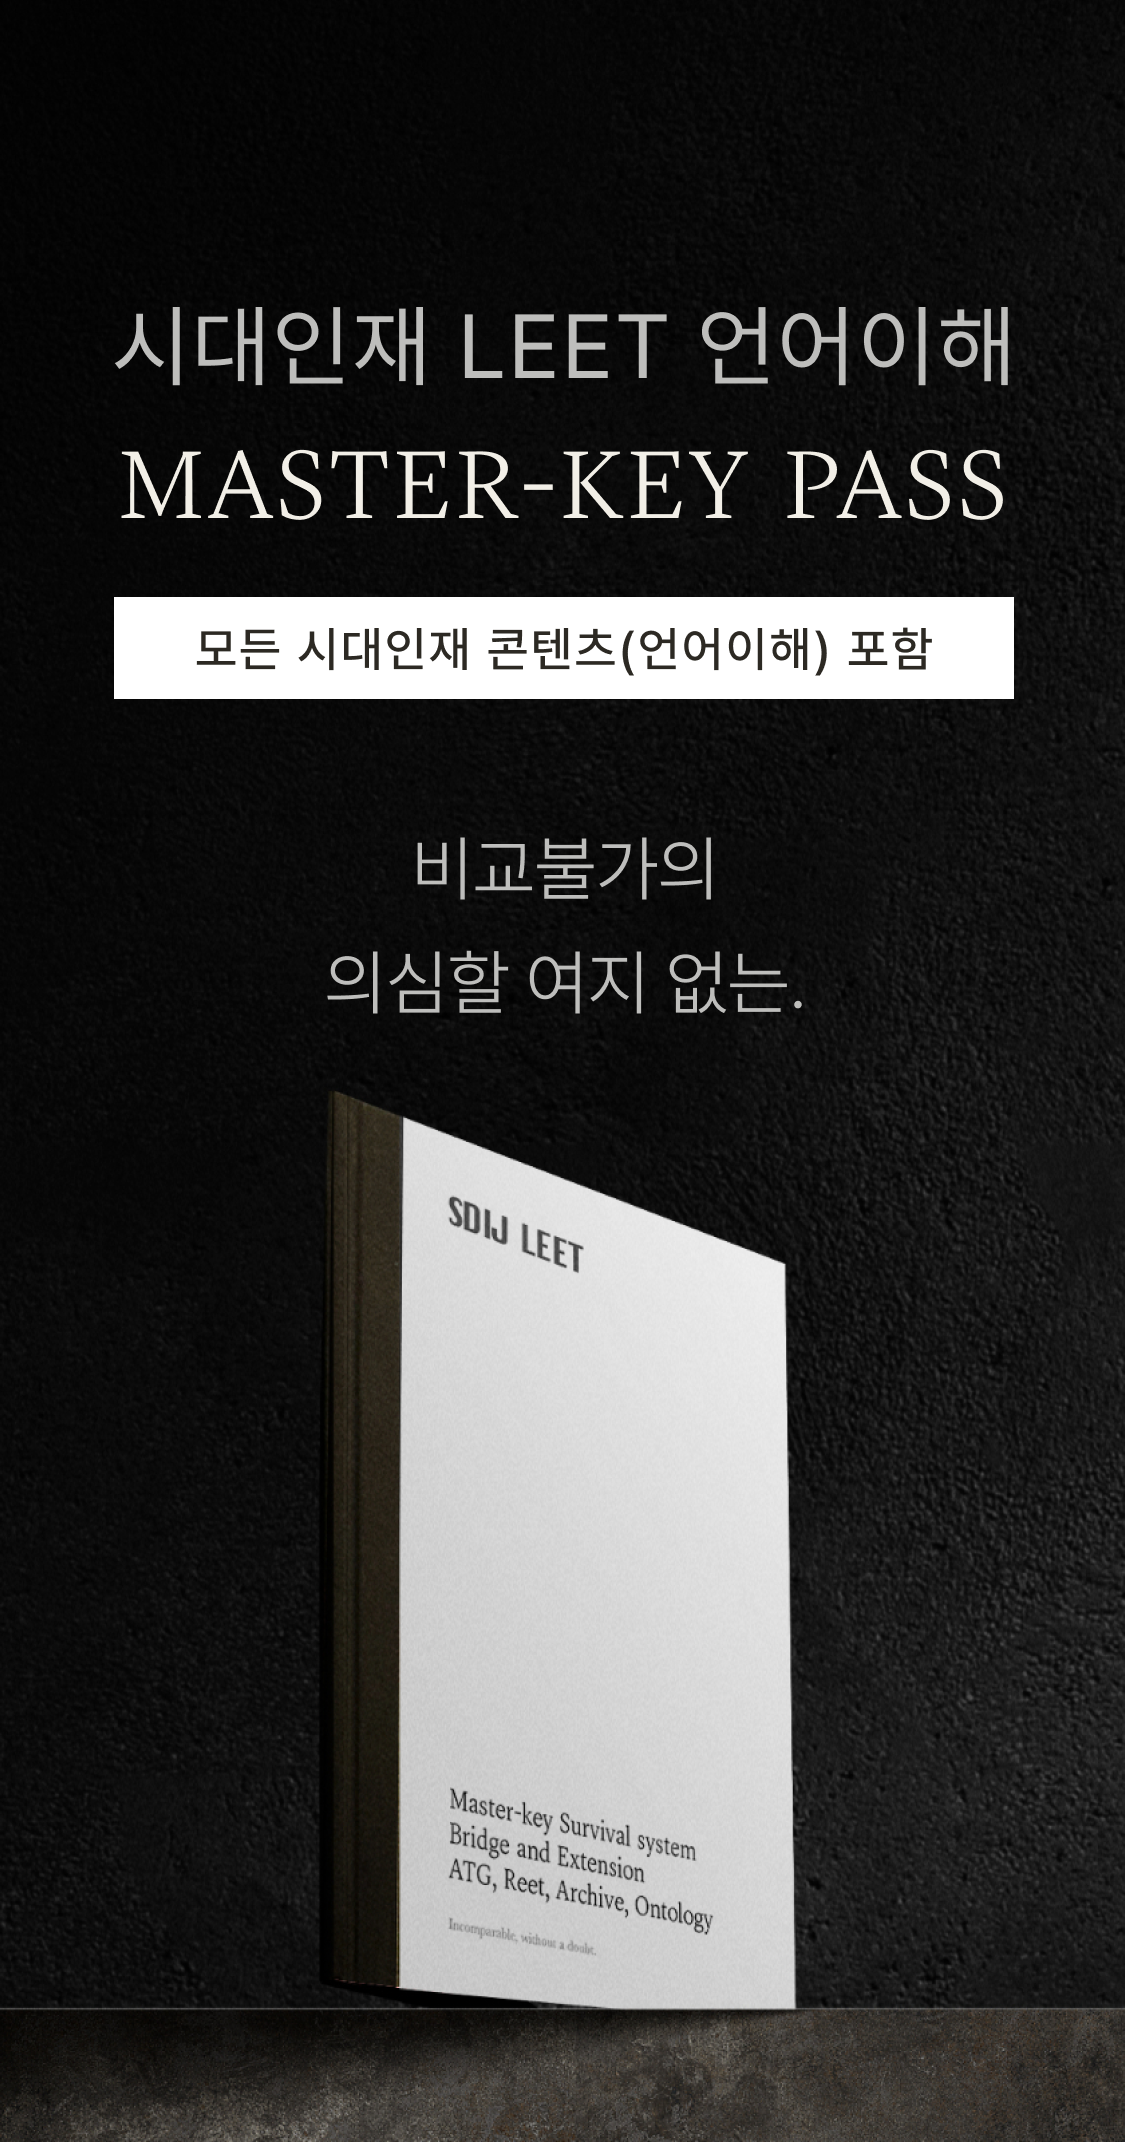 시대인재 LEET 언어이해
MASTER-KEY PASS
모든 시대인재 콘텐츠(언어이해) 포함
비교불가의
의심할 여지 없는.
SDIJ LEET
Master-key Survival system
Bridge and Extension
ATG, Reet, Archive, Ontology
Incomparable, without a doubt.